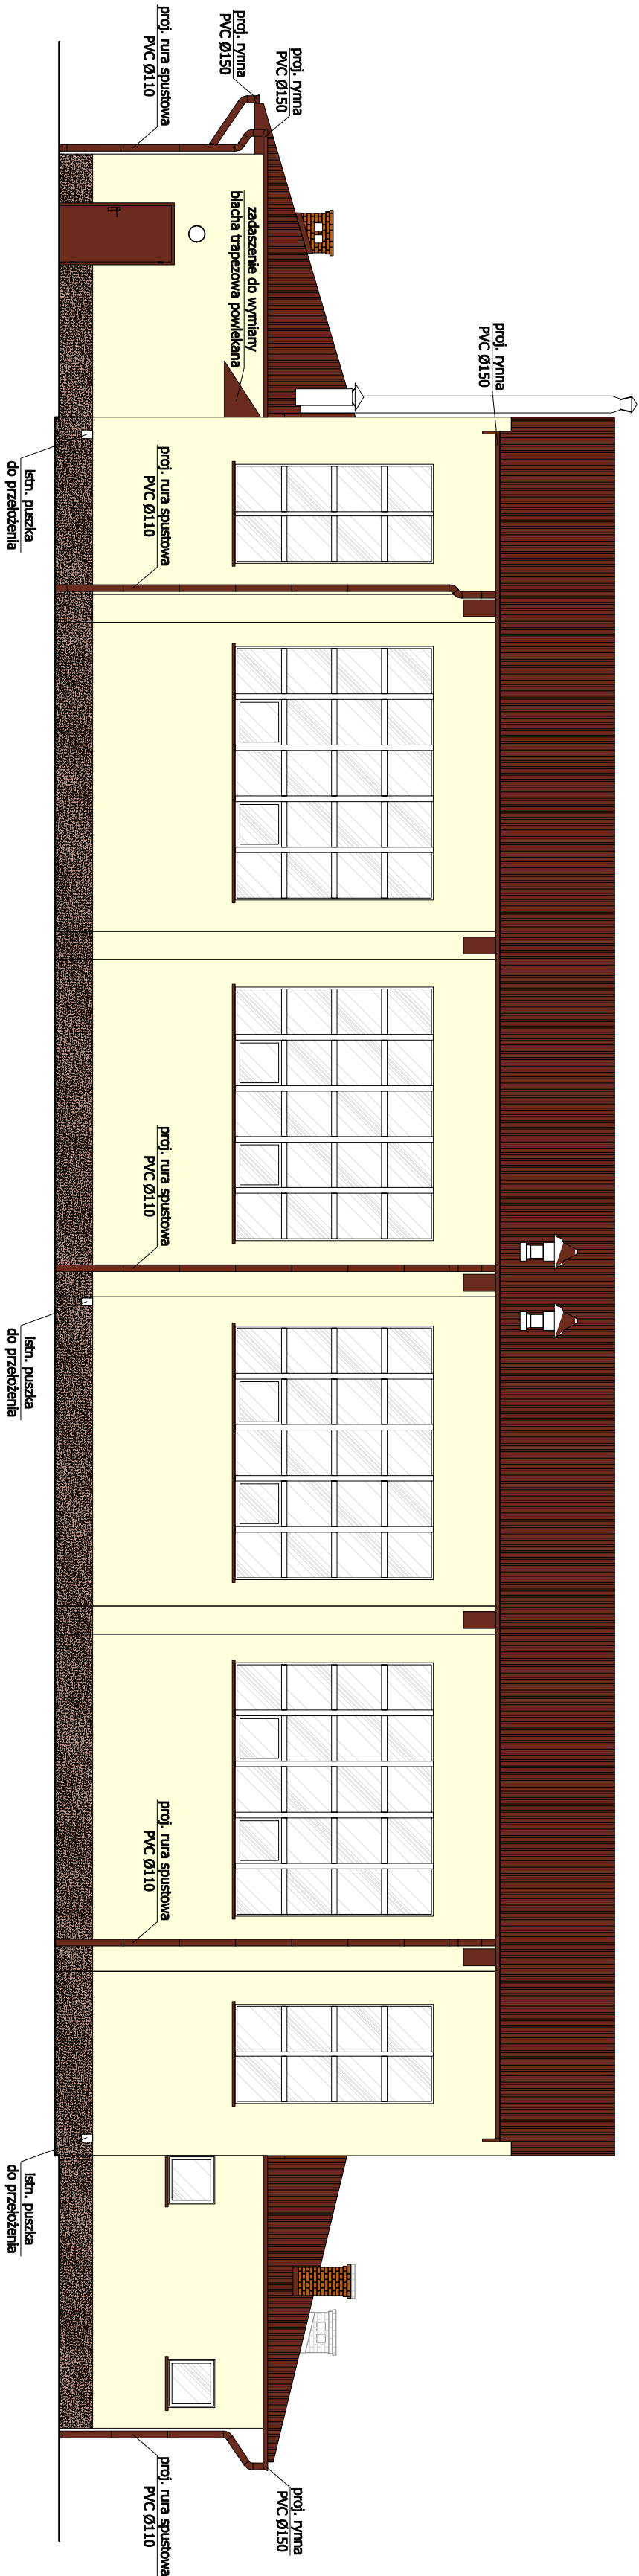 proj. rura spustowa
PVC Ø110
proj. rynna
PVC Ø150
proj. rynna
PVC Ø150
zadaszenie do wymiany
blacha trapezowa powlekana
proj. rynna
PVC Ø150
istn. puszka
do przełożenia
proj. rura spustowa
PVC Ø110
proj. rura spustowa
PVC Ø110
istn. puszka
do przełożenia
proj. rura spustowa
PVC Ø110
istn. puszka
do przełożenia
proj. rura spustowa
PVC Ø110
proj. rynna
PVC Ø150